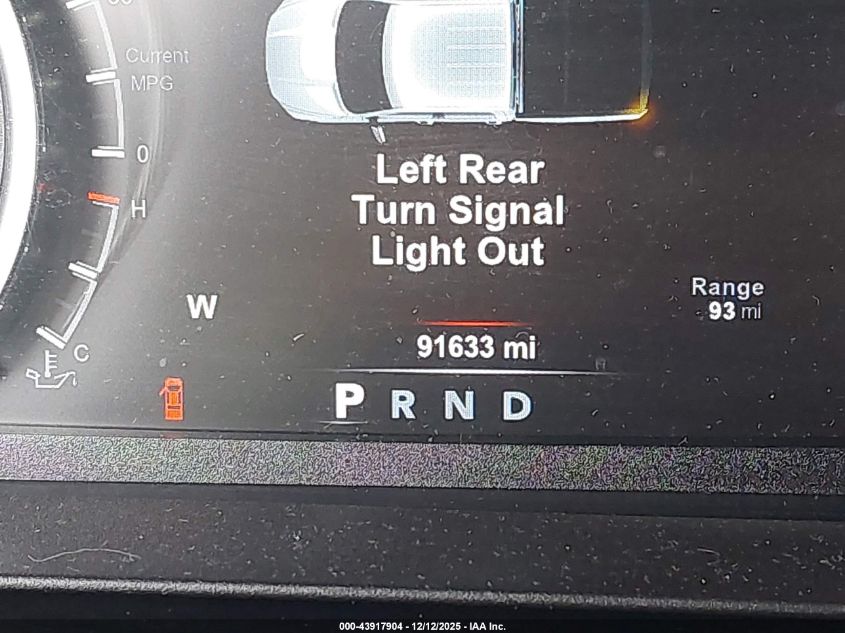 Current
MPG
0
H
Left Rear
Turn Signal
Light Out
Range
93 mi
W
91633 mi
C
P R N D
000-43917904 - 12/12/2025 - IAA Inc.